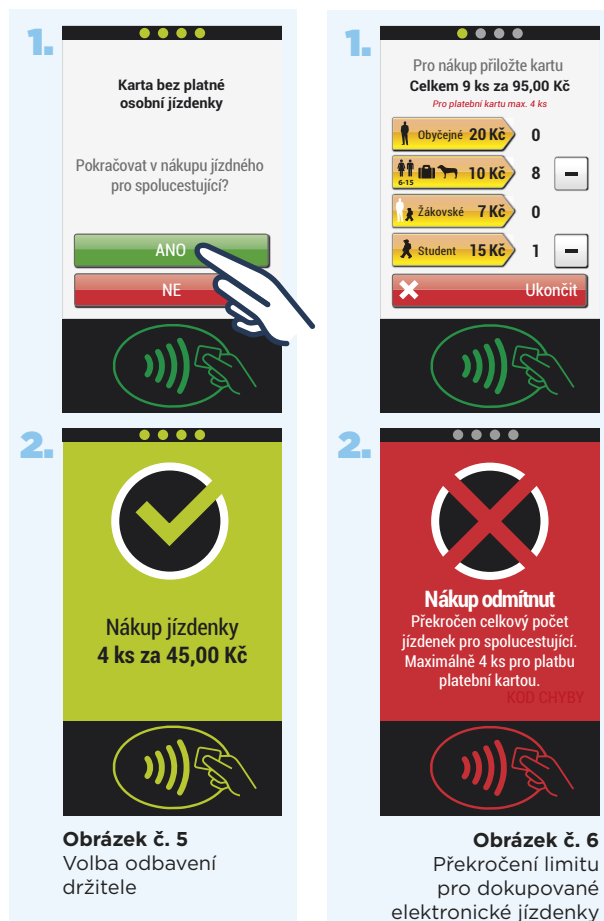 1.
Karta bez platné
osobní jízdenky
Pokračovat v nákupu jízdného
pro spolucestující?
ANO
NE
2.
Nákup jízdenky
4 ks za 45,00 Kč
Obrázek č. 5
Volba odbavení
držitele
1.
Pro nákup přiložte kartu
Celkem 9 ks za 95,00 Kč
Pro platební kartu max. 4 ks
Obyčejné 20 Kč 0
6-15 10 Kč 8 −
Žákovské 7 Kč 0
Student 15 Kč 1 −
Ukončit
2.
Nákup odmítnut
Překročen celkový počet
jízdenek pro spolucestující.
Maximálně 4 ks pro platbu
platební kartou.
KOD CHYBY
Obrázek č. 6
Překročení limitu
pro dokupované
elektronické jízdenky